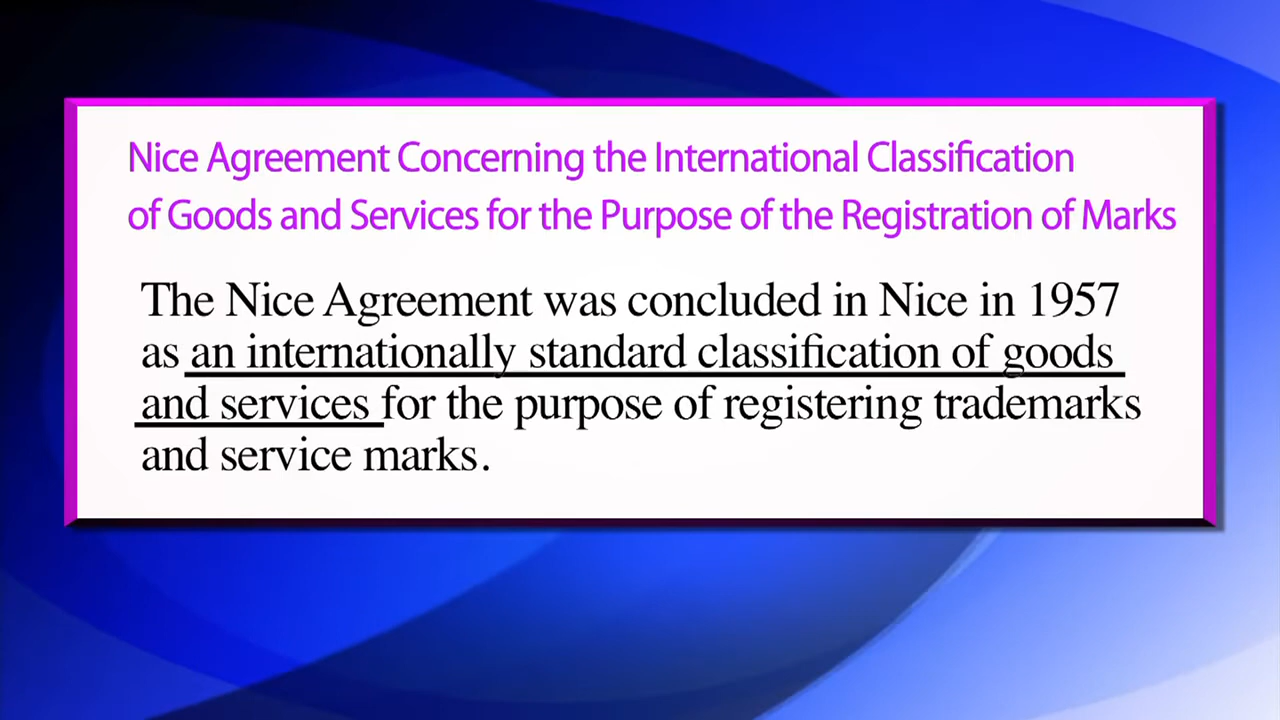 Nice Agreement Concerning the International Classification
of Goods and Services for the Purpose of the Registration of Marks
The Nice Agreement was concluded in Nice in 1957
as an internationally standard classification of goods
and services for the purpose of registering trademarks
and service marks.